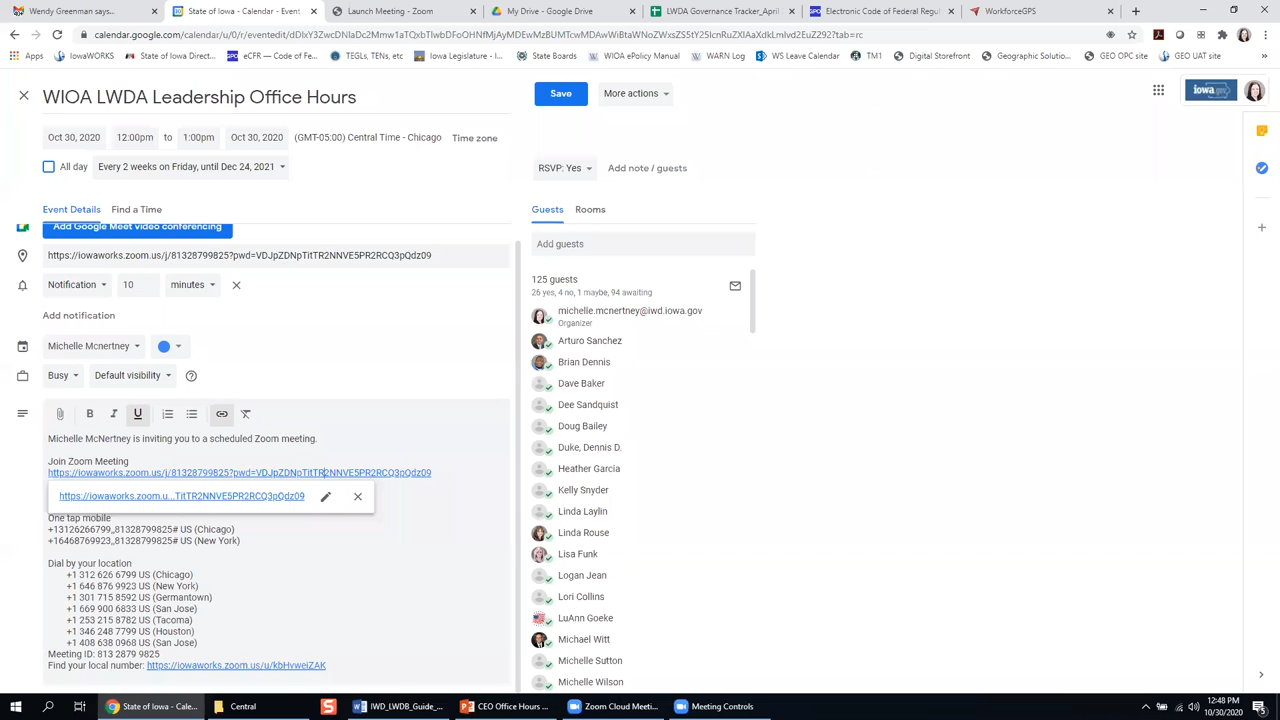 Wendy Greenman
State of Iowa - Calendar - Event
Launch Meeting - Zoom
My Drive - Google Drive
LWDA Governance Tracking_April
Electronic Code of Federal Regul
WorkforceGPS
Apps
IowaWORKS
State of Iowa Direct...
eCFR — Code of Fe...
TEGLs, TENs, etc
Iowa Legislature - I...
State Boards
WIOA ePolicy Manual
WARN Log
WS Leave Calendar
TM1
Digital Storefront
Geographic Solution...
GEO OPC site
GEO UAT site
»
WIOA LWDA Leadership Office Hours
Save
More actions
iowa.gov
Oct 30, 2020
12:00pm
to
1:00pm
Oct 30, 2020
(GMT-05:00) Central Time - Chicago
Time zone
All day
Every 2 weeks on Friday, until Dec 24, 2021
RSVP: Yes
Add note / guests
Event Details
Find a Time
Guests
Rooms
Add Google Meet video conferencing
https://iowaworks.zoom.us/j/81328799825?pwd=VDJpZDNpTitTR2NNVE5PR2RCQ3pQdz09
Notification
10
minutes
Add notification
Michelle Mcnertney
Busy
Default visibility
B
I
U
Michelle McNertney is inviting you to a scheduled Zoom meeting.
Join Zoom Meeting
https://iowaworks.zoom.us/j/81328799825?pwd=VDJpZDNpTitTR2NNVE5PR2RCQ3pQdz09
https://iowaworks.zoom.u...TitTR2NNVE5PR2RCQ3pQdz09
One tap mobile
+13126266799,,81328799825# US (Chicago)
+16468769923,,81328799825# US (New York)
Dial by your location
+1 312 626 6799 US (Chicago)
+1 646 876 9923 US (New York)
+1 301 715 8592 US (Germantown)
+1 669 900 6833 US (San Jose)
+1 253 215 8782 US (Tacoma)
+1 346 248 7799 US (Houston)
+1 408 638 0968 US (San Jose)
Meeting ID: 813 2879 9825
Find your local number: https://iowaworks.zoom.us/u/kbHvweiZAK
Add guests
125 guests
26 yes, 4 no, 1 maybe, 94 awaiting
michelle.mcnertney@iwd.iowa.gov
Organizer
Arturo Sanchez
Brian Dennis
Dave Baker
Dee Sandquist
Doug Bailey
Duke, Dennis D.
Heather Garcia
Kelly Snyder
Linda Laylin
Linda Rouse
Lisa Funk
Logan Jean
Lori Collins
LuAnn Goeke
Michael Witt
Michelle Sutton
Michelle Wilson
State of Iowa - Cale...
Central
IWD_LWDB_Guide_...
CEO Office Hours ...
Zoom Cloud Meeti...
Meeting Controls
12:48 PM
10/30/2020